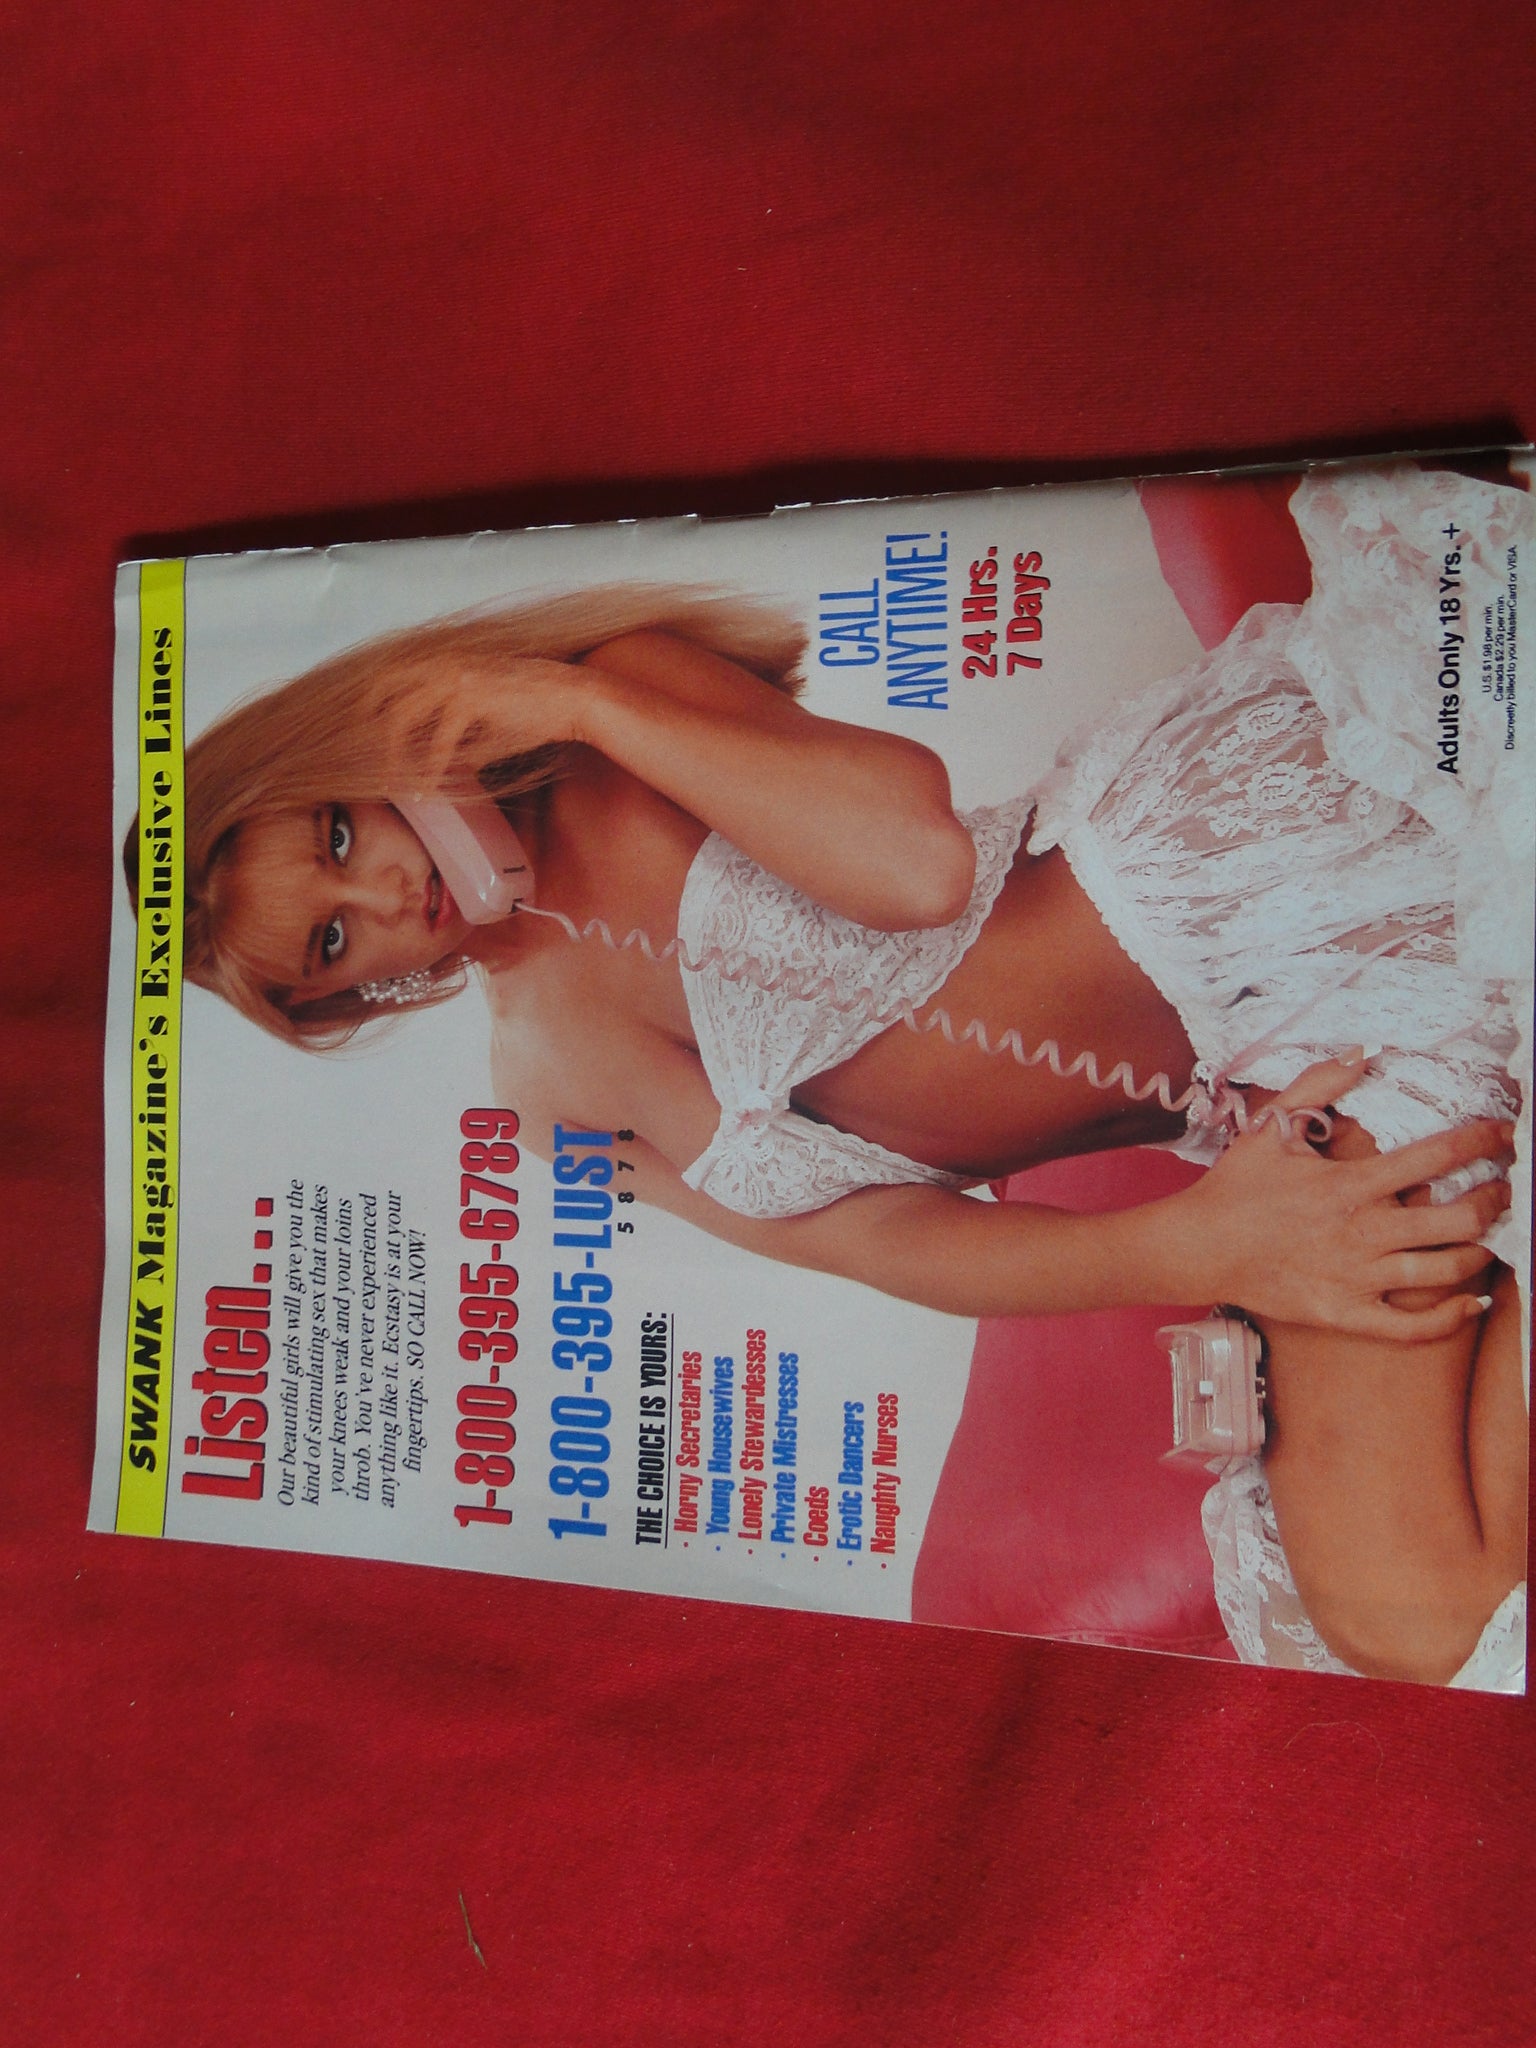 SWANK Magazine's Exclusive Lines
Listen...
Our beautiful girls will give you the
kind of stimulating sex that makes
your knees weak and your loins
throb. You've never experienced
anything like it. Ecstasy is at your
fingertips. SO CALL NOW!
1-800-395-6789
1-800-395-LUST
5 8 7 8
THE CHOICE IS YOURS:
· Horny Secretaries
· Young Housewives
· Lonely Stewardesses
· Private Mistresses
· Coeds
· Erotic Dancers
· Naughty Nurses
CALL
ANYTIME!
24 Hrs.
7 Days
Adults Only 18 Yrs.+
U.S. $1.98 per min.
Canada $2.29 per min.
Discreetly billed to you MasterCard or VISA.